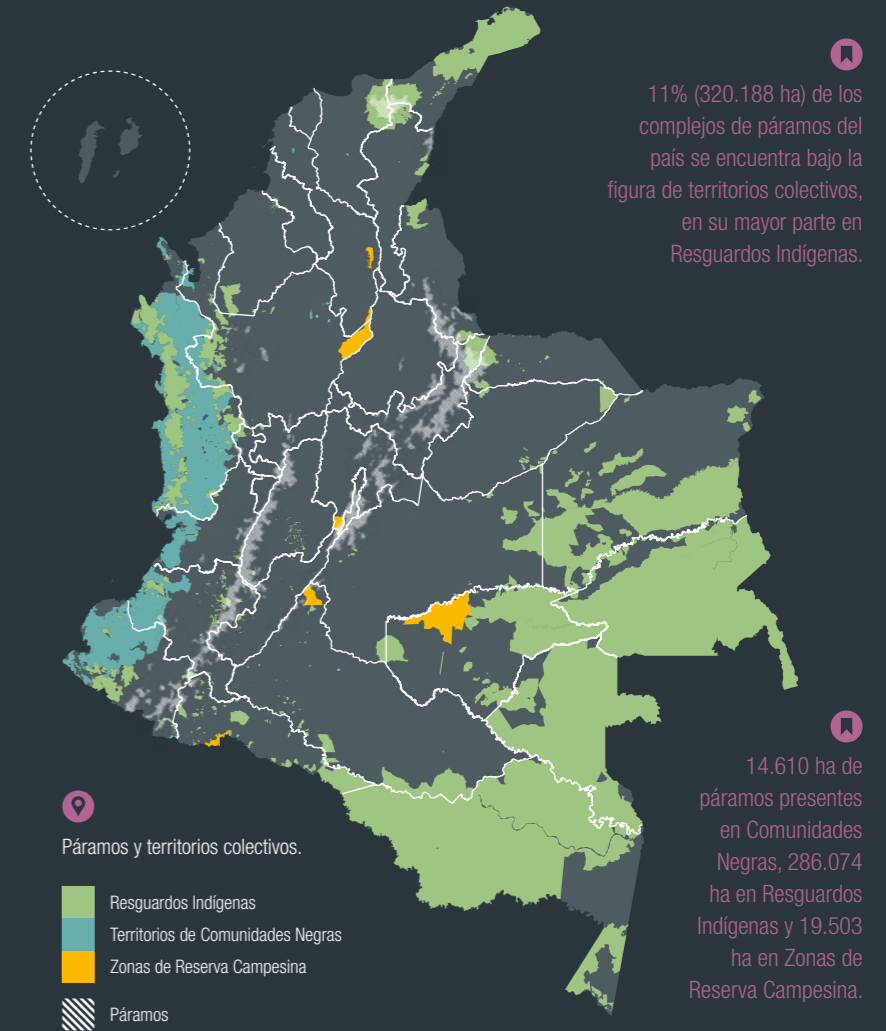 11% (320.188 ha) de los
complejos de páramos del
país se encuentra bajo la
figura de territorios colectivos,
en su mayor parte en
Resguardos Indígenas.
14.610 ha de
páramos presentes
en Comunidades
Negras, 286.074
ha en Resguardos
Indígenas y 19.503
ha en Zonas de
Reserva Campesina.
Páramos y territorios colectivos.
Resguardos Indígenas
Territorios de Comunidades Negras
Zonas de Reserva Campesina
Páramos